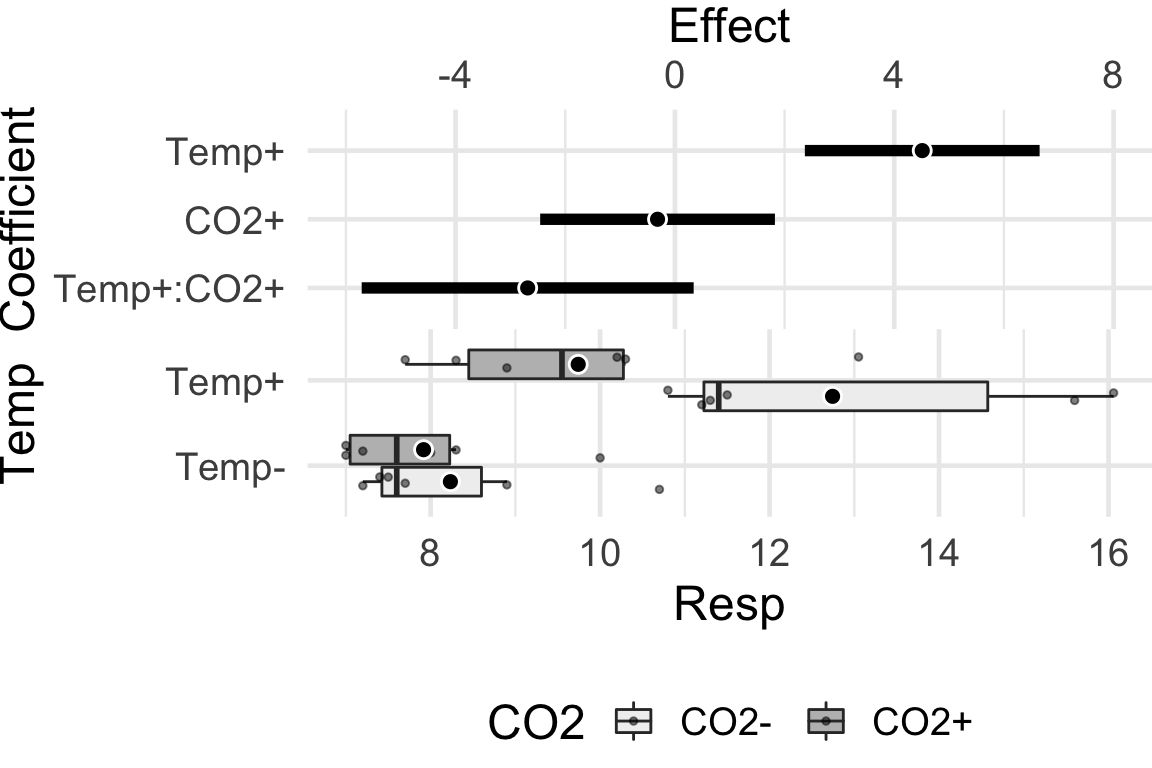 Effect
-4 0 4 8
Coefficient
Temp+
CO2+
Temp+:CO2+
Temp
Temp+
Temp-
8 10 12 14 16
Resp
CO2 CO2- CO2+